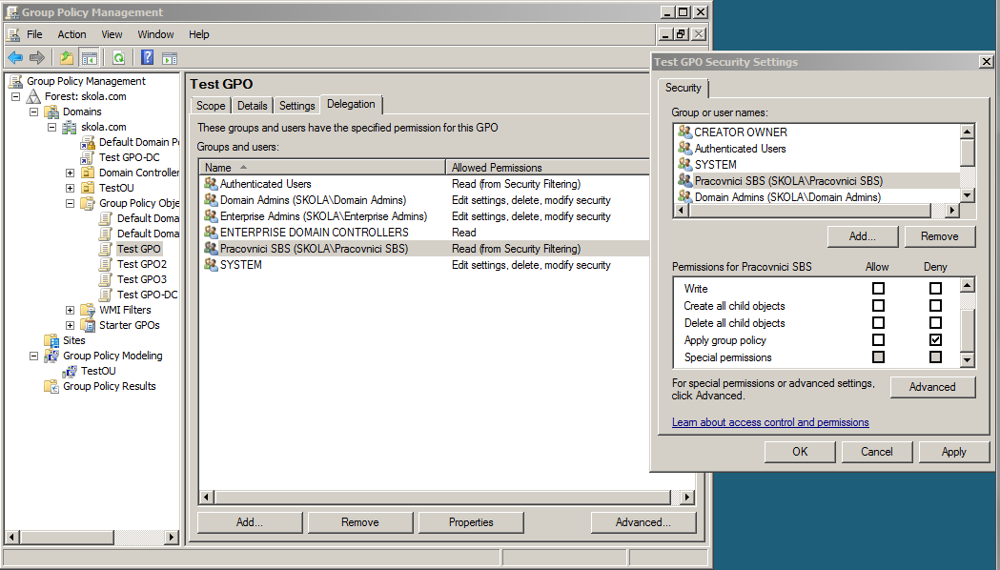 Group Policy Management
File Action View Window Help
Group Policy Management
Forest: skola.com
Domains
skola.com
Default Domain Po
Test GPO-DC
Domain Controller
TestOU
Group Policy Obje
Default Doma
Default Doma
Test GPO
Test GPO2
Test GPO3
Test GPO-DC
WMI Filters
Starter GPOs
Sites
Group Policy Modeling
TestOU
Group Policy Results
Test GPO
Scope Details Settings Delegation
These groups and users have the specified permission for this GPO
Groups and users:
Name Allowed Permissions
Authenticated Users Read (from Security Filtering)
Domain Admins (SKOLA\Domain Admins) Edit settings, delete, modify security
Enterprise Admins (SKOLA\Enterprise Admins) Edit settings, delete, modify security
ENTERPRISE DOMAIN CONTROLLERS Read
Pracovnici SBS (SKOLA\Pracovnici SBS) Read (from Security Filtering)
SYSTEM Edit settings, delete, modify security
Add... Remove Properties Advanced...
Test GPO Security Settings
Security
Group or user names:
CREATOR OWNER
Authenticated Users
SYSTEM
Pracovnici SBS (SKOLA\Pracovnici SBS)
Domain Admins (SKOLA\Domain Admins)
Add... Remove
Permissions for Pracovnici SBS Allow Deny
Write
Create all child objects
Delete all child objects
Apply group policy
Special permissions
For special permissions or advanced settings,
click Advanced.
Advanced
Learn about access control and permissions
OK Cancel Apply